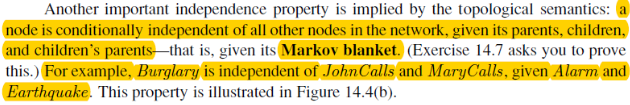 Another important independence property is implied by the topological semantics: a
node is conditionally independent of all other nodes in the network, given its parents, children,
and children's parents—that is, given its Markov blanket. (Exercise 14.7 asks you to prove
this.) For example, Burglary is independent of JohnCalls and MaryCalls, given Alarm and
Earthquake. This property is illustrated in Figure 14.4(b).